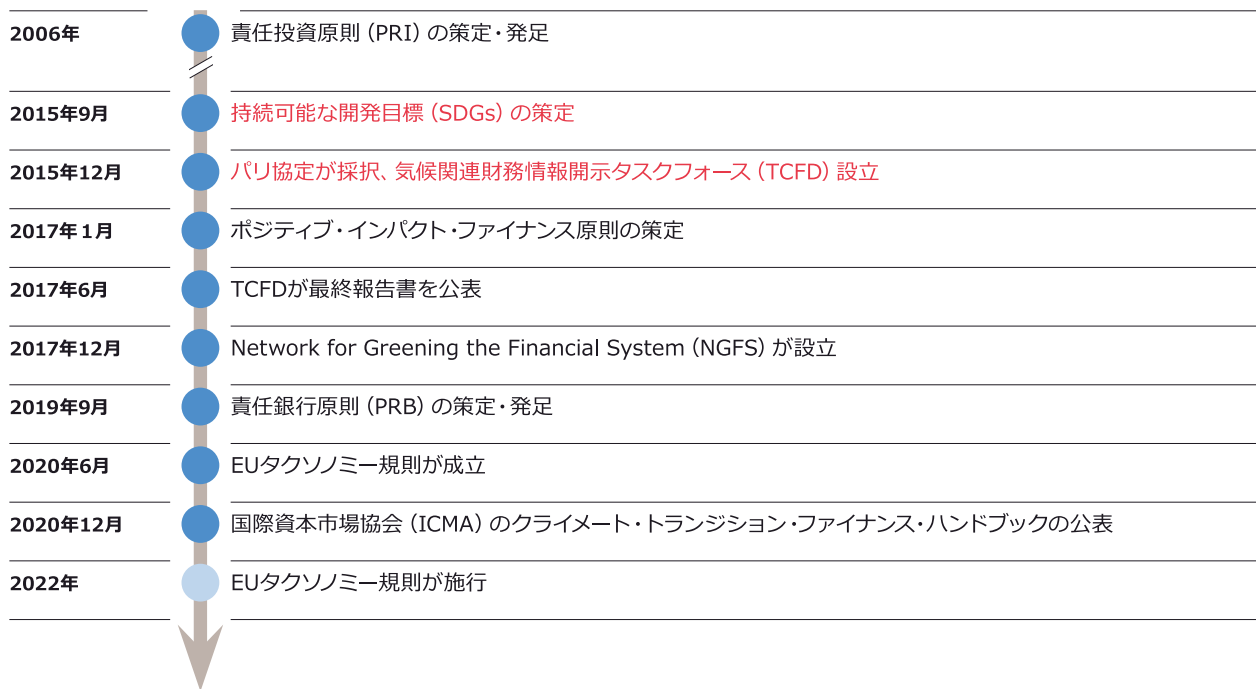 2006年 責任投資原則（PRI）の策定・発足
2015年9月 持続可能な開発目標（SDGs）の策定
2015年12月 パリ協定が採択、気候関連財務情報開示タスクフォース（TCFD）設立
2017年1月 ポジティブ・インパクト・ファイナンス原則の策定
2017年6月 TCFDが最終報告書を公表
2017年12月 Network for Greening the Financial System（NGFS）が設立
2019年9月 責任銀行原則（PRB）の策定・発足
2020年6月 EUタクソノミー規則が成立
2020年12月 国際資本市場協会（ICMA）のクライメート・トランジション・ファイナンス・ハンドブックの公表
2022年 EUタクソノミー規則が施行